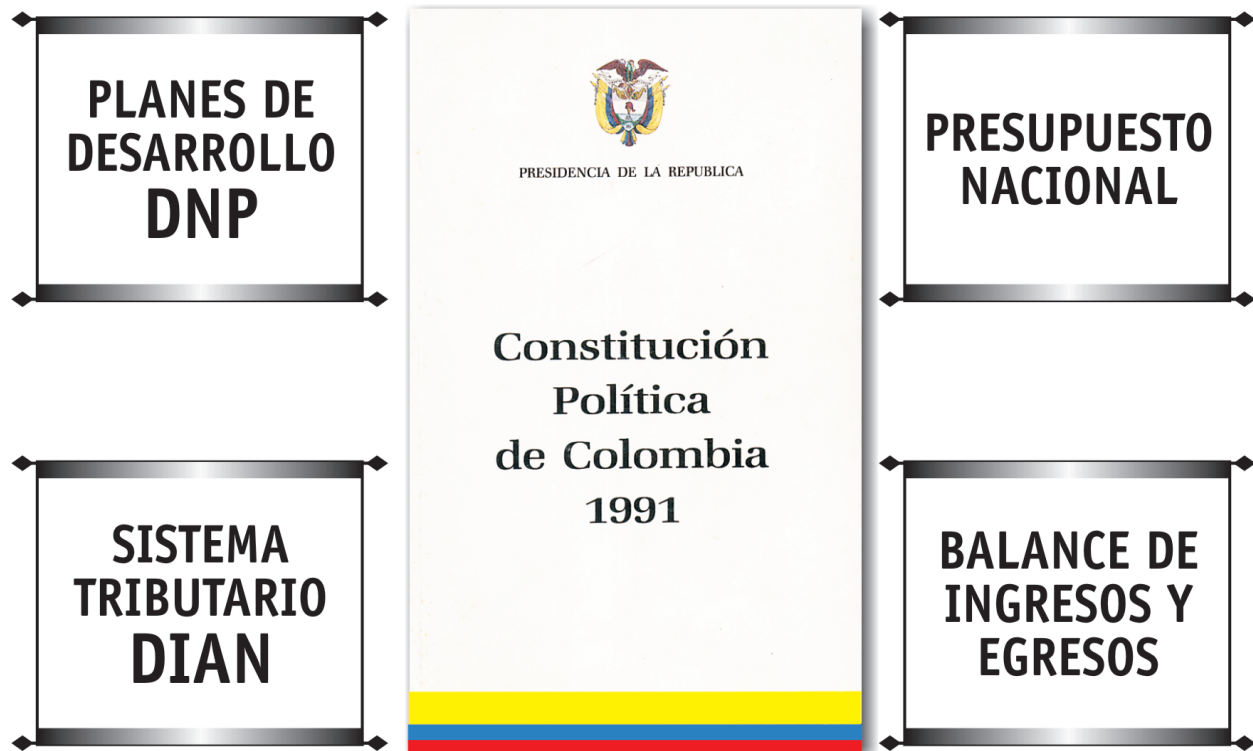 PLANES DE
DESARROLLO
DNP
PRESIDENCIA DE LA REPUBLICA
Constitución
Política
de Colombia
1991
PRESUPUESTO
NACIONAL
SISTEMA
TRIBUTARIO
DIAN
BALANCE DE
INGRESOS Y
EGRESOS